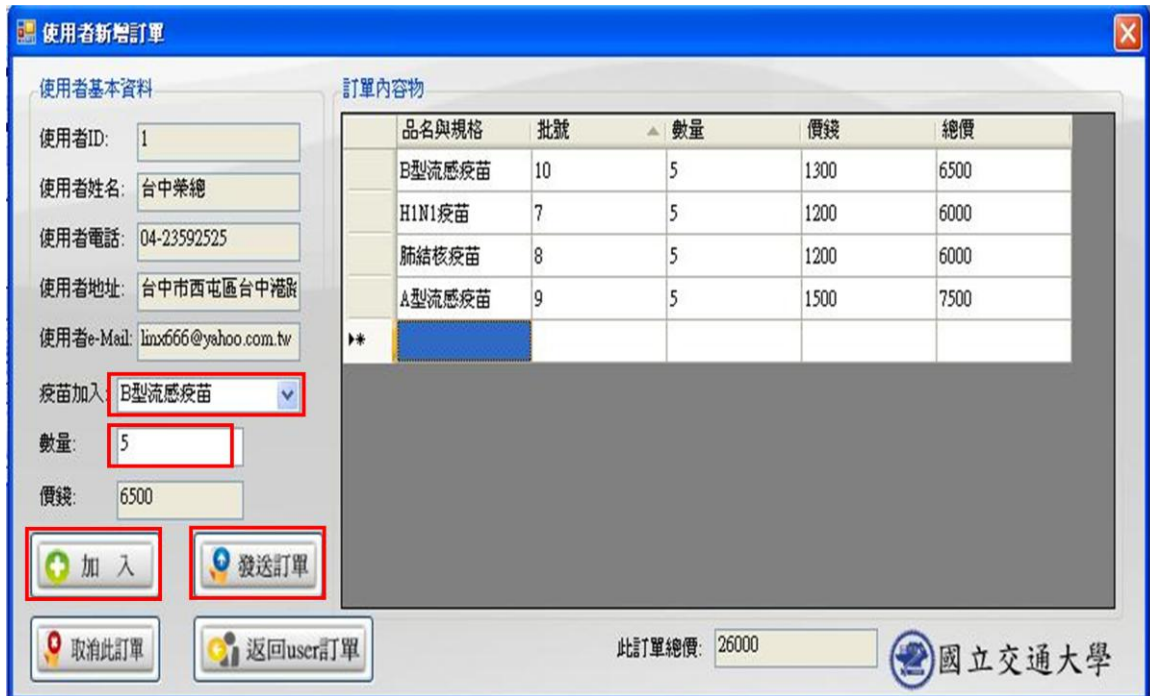 使用者新增訂單
使用者基本資料
使用者ID: 1
使用者姓名: 台中榮總
使用者電話: 04-23592525
使用者地址: 台中市西屯區台中港路
使用者e-Mail: linx666@yahoo.com.tw
疫苗加入: B型流感疫苗
數量: 5
價錢: 6500
加 入
發送訂單
取消此訂單
返回user訂單
訂單內容物
品名與規格 批號 數量 價錢 總價
B型流感疫苗 10 5 1300 6500
H1N1疫苗 7 5 1200 6000
肺結核疫苗 8 5 1200 6000
A型流感疫苗 9 5 1500 7500
此訂單總價: 26000
國立交通大學